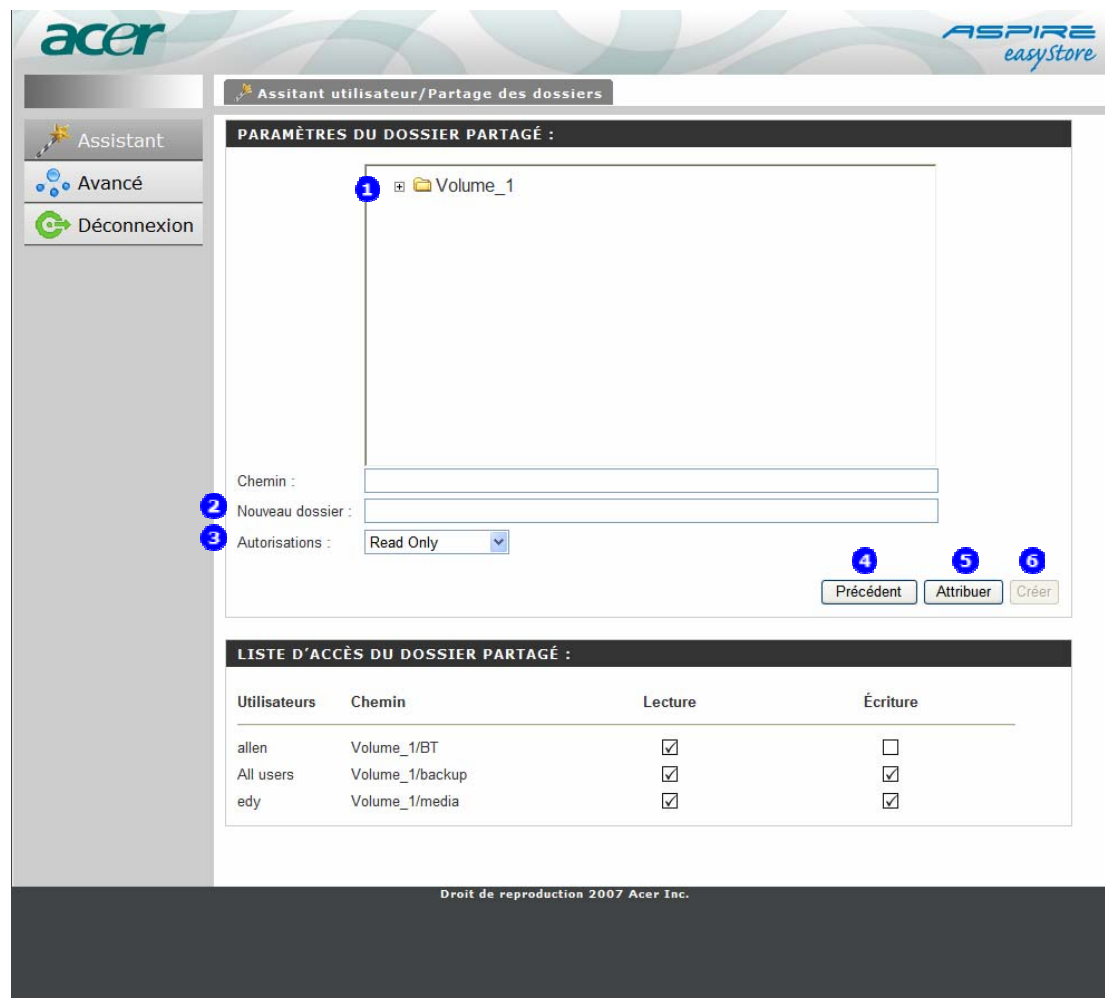 acer
ASPIRE
easyStore
Assitant utilisateur/Partage des dossiers
Assistant
Avancé
Déconnexion
PARAMÈTRES DU DOSSIER PARTAGÉ :
1 Volume_1
Chemin :
2 Nouveau dossier :
3 Autorisations : Read Only
4 5 6
Précédent Attribuer Créer
LISTE D'ACCÈS DU DOSSIER PARTAGÉ :
Utilisateurs Chemin Lecture Écriture
allen Volume_1/BT
All users Volume_1/backup
edy Volume_1/media
Droit de reproduction 2007 Acer Inc.